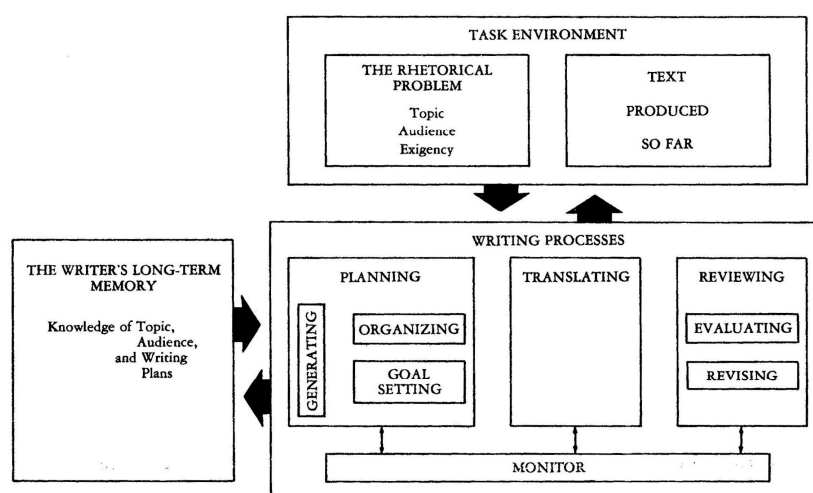 TASK ENVIRONMENT
THE RHETORICAL
PROBLEM
Topic
Audience
Exigency
TEXT
PRODUCED
SO FAR
THE WRITER'S LONG-TERM
MEMORY
Knowledge of Topic,
Audience,
and Writing
Plans
WRITING PROCESSES
PLANNING
GENERATING
ORGANIZING
GOAL
SETTING
TRANSLATING
REVIEWING
EVALUATING
REVISING
MONITOR